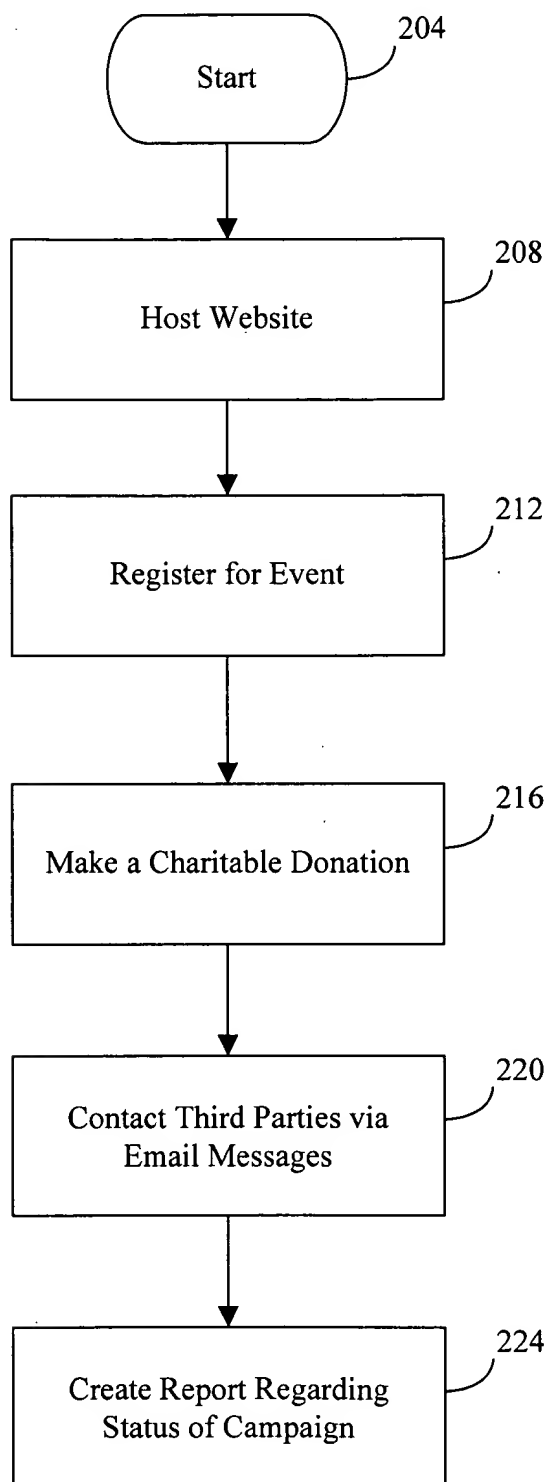 204
Start
208
Host Website
212
Register for Event
216
Make a Charitable Donation
220
Contact Third Parties via
Email Messages
224
Create Report Regarding
Status of Campaign